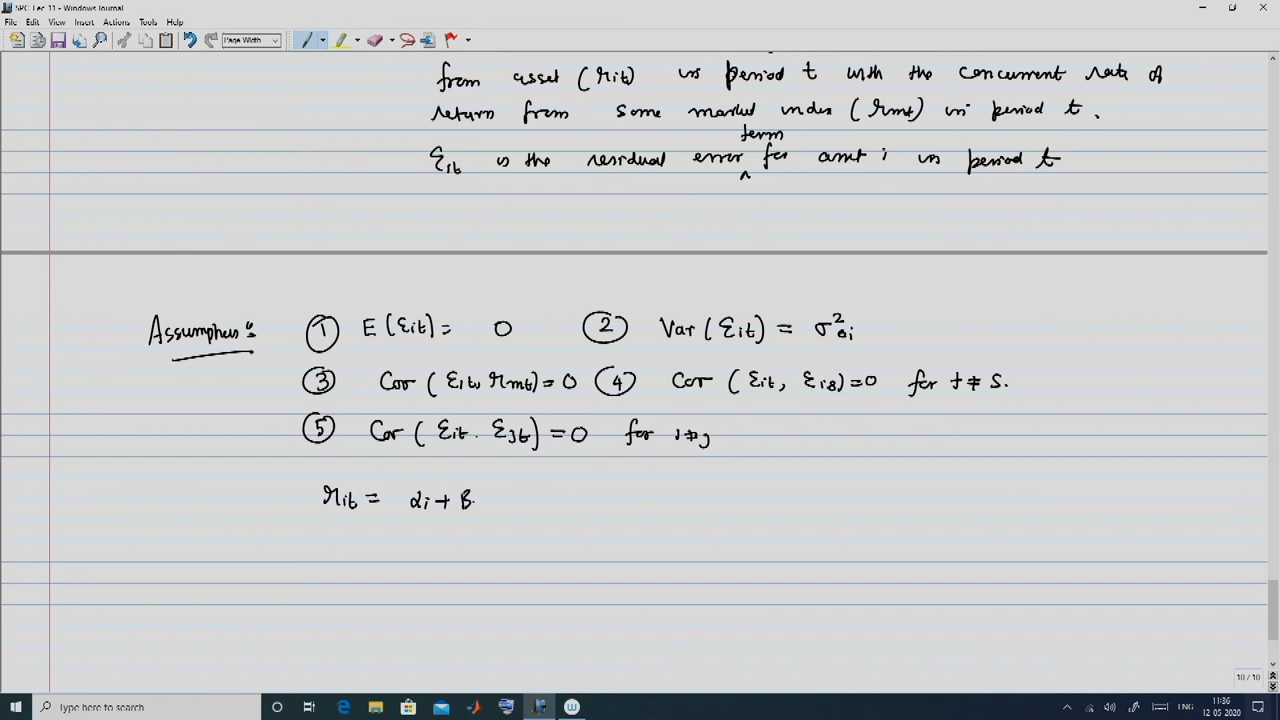 SPC Lec 11 - Windows Journal
File Edit View Insert Actions Tools Help
Page Width
from asset (rit) in period t with the concurrent rate of
return from some market index (rmt) in period t.
term
εit is the residual error ^ for asset i in period t
Assumptions:
① E(εit) = 0 ② Var(εit) = σ²εi
③ Cov(εit, rmt) = 0 ④ Cov(εit, εis) = 0 for t ≠ s.
⑤ Cov(εit. εjt) = 0 for i ≠ j
rit = αi + β
10 / 10
Type here to search
ENG
11:36
12-05-2020